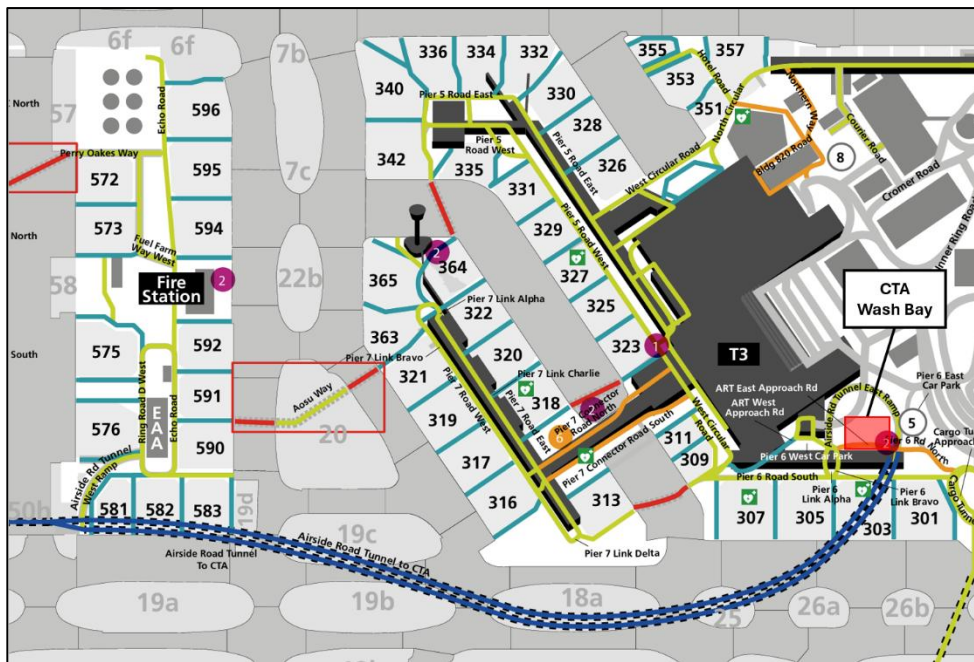 6f
6f
7b
336
334
332
355
357
340
Pier 5 Road East
353
Hotel Road
Echo Road
596
330
351
North Circular
Northern Way
57
North
328
Pier 5 Road East
Courier Road
Perry Oakes Way
342
Pier 5
Road West
326
West Circular Road
Bldg 820 Road
8
572
595
7c
335
331
Cromer Road
573
594
329
Pier 5 Road West
Inner Ring Road
North
Fuel Farm
Way West
2
364
327
58
Fire
Station
2
22b
365
325
CTA
Wash Bay
322
Pier 7 Link Alpha
363
592
323
1
T3
575
South
Pier 7 Link Bravo
320
Pier 6 East
Car Park
321
Pier 7 Link Charlie
ART East Approach Rd
ART West
Approach Rd
591
Aosu Way
318
2
Pier 7 Connector
Road North
West Circular
Road
Airside Rd Tunnel East Ramp
Ring Road D West
EAA
Echo Road
319
Pier 7 Road West
Pier 7 Road East
6
5
Cargo Tunnel
Approach
576
20
590
311
2
Pier 6 Rd North
317
Pier 7 Connector Road South
309
Pier 6 West Car Park
Airside Rd Tunnel
West Ramp
Pier 6 Road South
316
313
Pier 6
Link Alpha
Pier 6
Link Bravo
Cargo Tunnel
50b
581
582
583
19d
307
305
303
301
19c
Airside Road Tunnel to CTA
Airside Road Tunnel
To CTA
Pier 7 Link Delta
19a
19b
18a
25
26a
26b